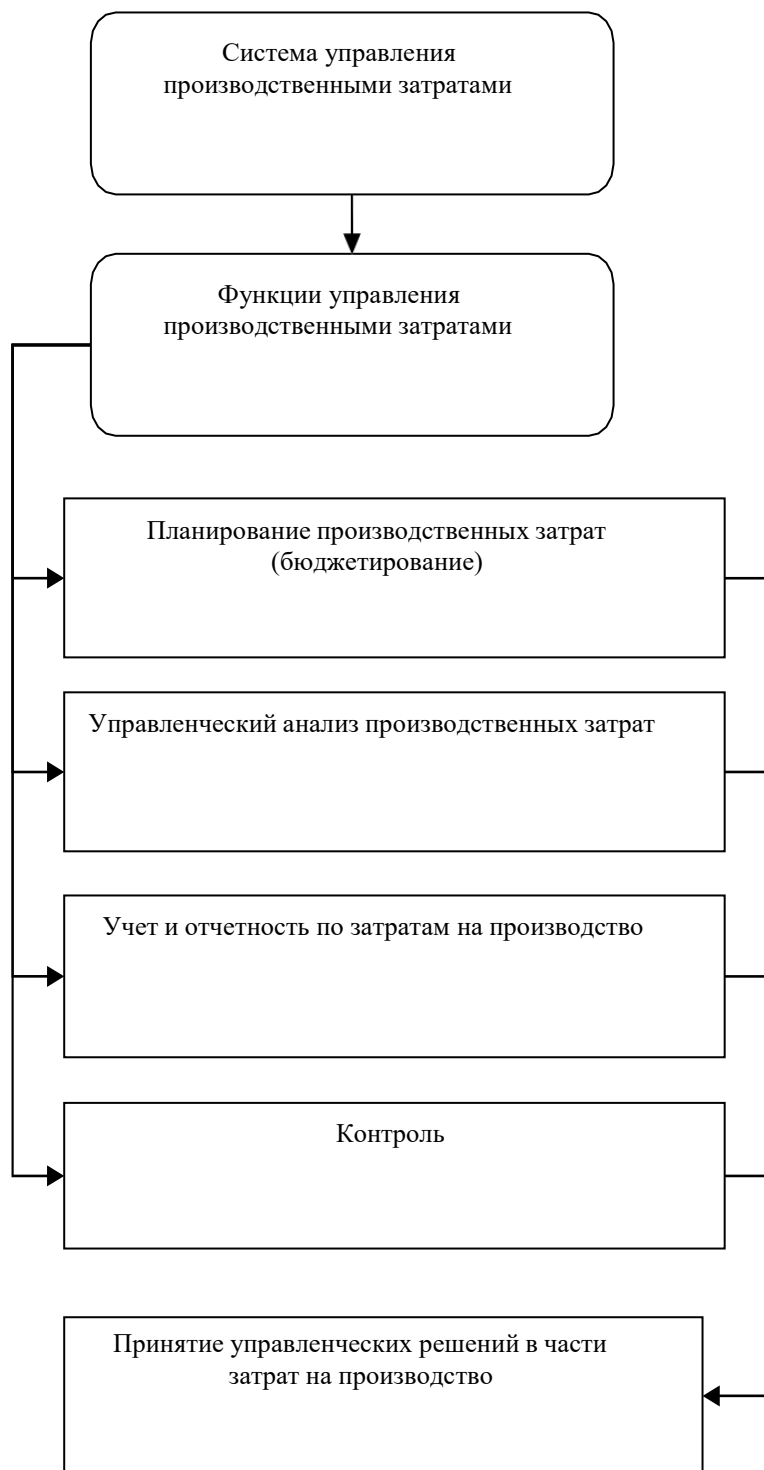 Система управления
производственными затратами
Функции управления
производственными затратами
Планирование производственных затрат
(бюджетирование)
Управленческий анализ производственных затрат
Учет и отчетность по затратам на производство
Контроль
Принятие управленческих решений в части
затрат на производство